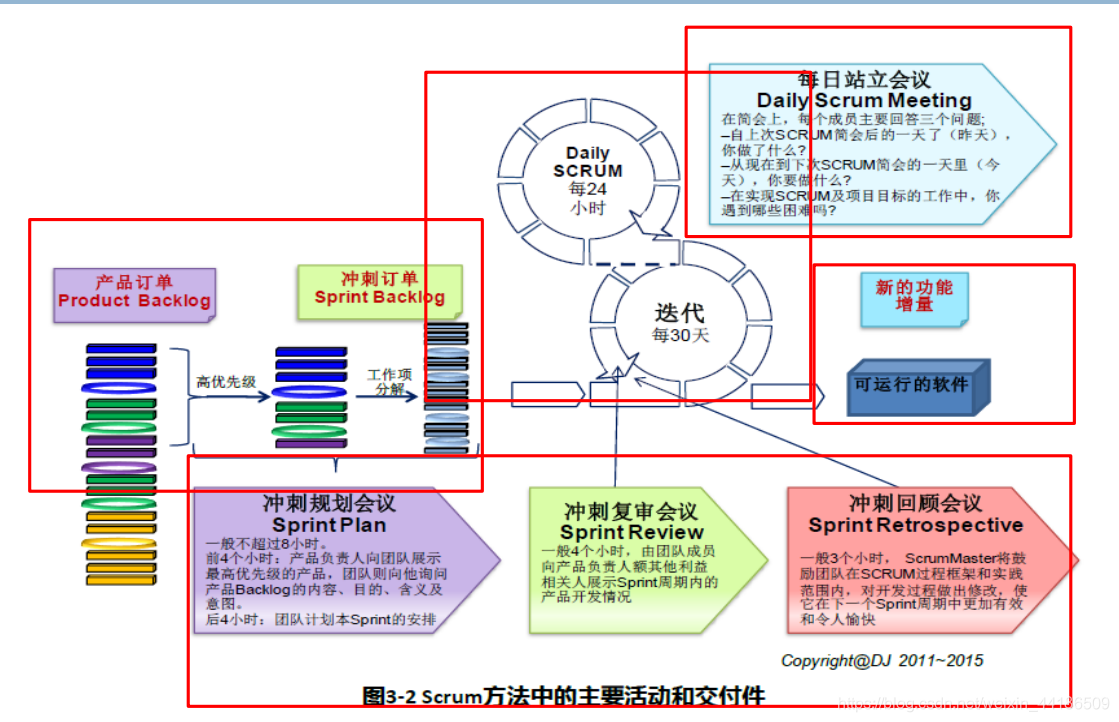 每日站立会议
Daily Scrum Meeting
在简会上，每个成员主要回答三个问题;
–自上次SCRUM简会后的一天了（昨天），
你做了什么?
–从现在到下次SCRUM简会的一天里（今
天），你要做什么?
–在实现SCRUM及项目目标的工作中，你
遇到哪些困难吗?
Daily
SCRUM
每24
小时
产品订单
Product Backlog
冲刺订单
Sprint Backlog
迭代
每30天
新的功能
增量
高优先级
工作项
分解
可运行的软件
冲刺规划会议
Sprint Plan
一般不超过8小时。
前4个小时：产品负责人向团队展示
最高优先级的产品，团队则向他询问
产品Backlog的内容、目的、含义及
意图。
后4小时：团队计划本Sprint的安排
冲刺复审会议
Sprint Review
一般4个小时，由团队成员
向产品负责人额其他利益
相关人展示Sprint周期内的
产品开发情况
冲刺回顾会议
Sprint Retrospective
一般3个小时， ScrumMaster将鼓
励团队在SCRUM过程框架和实践
范围内，对开发过程做出修改，使
它在下一个Sprint周期中更加有效
和令人愉快
Copyright@DJ 2011~2015
图3-2 Scrum方法中的主要活动和交付件
https://blog.csdn.net/weixin_44186509